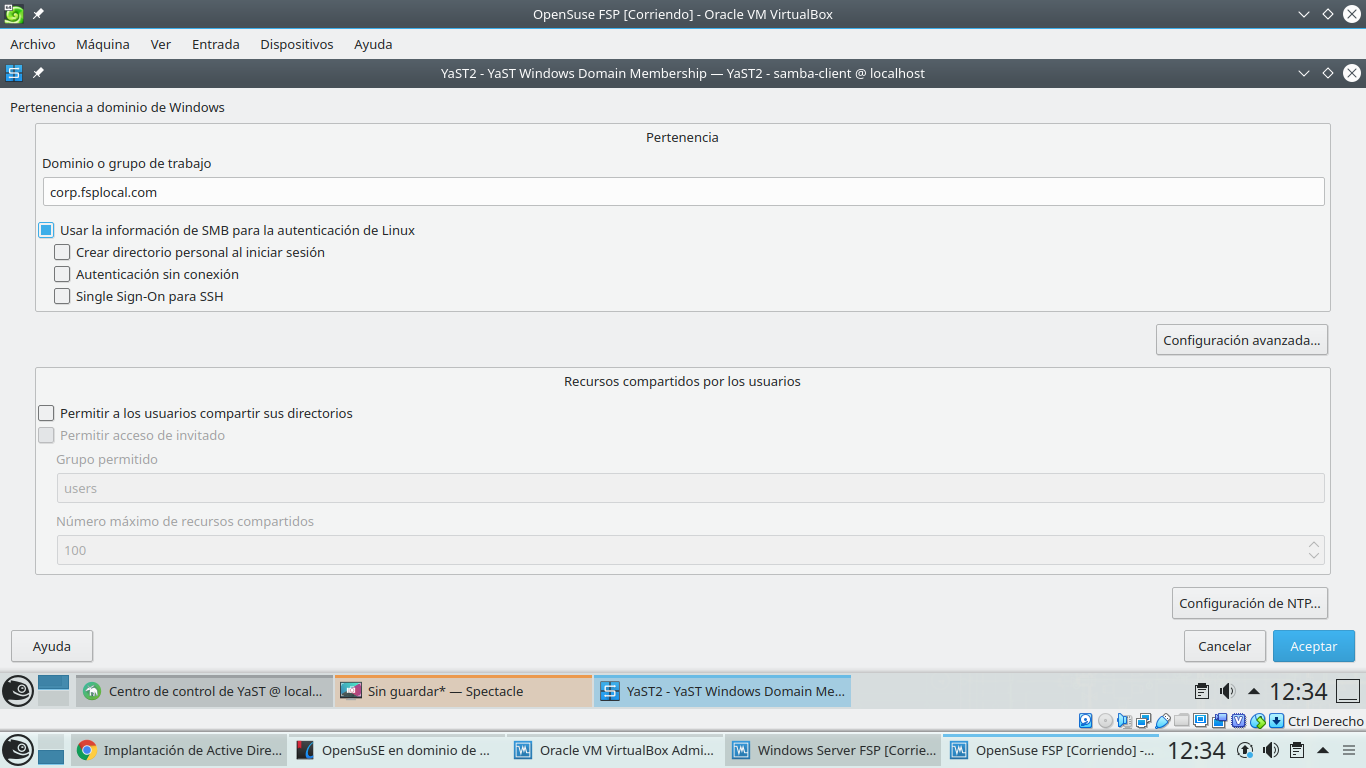 OpenSuse FSP [Corriendo] - Oracle VM VirtualBox
Archivo Máquina Ver Entrada Dispositivos Ayuda
YaST2 - YaST Windows Domain Membership — YaST2 - samba-client @ localhost
Pertenencia a dominio de Windows
Pertenencia
Dominio o grupo de trabajo
corp.fsplocal.com
Usar la información de SMB para la autenticación de Linux
Crear directorio personal al iniciar sesión
Autenticación sin conexión
Single Sign-On para SSH
Configuración avanzada...
Recursos compartidos por los usuarios
Permitir a los usuarios compartir sus directorios
Permitir acceso de invitado
Grupo permitido
users
Número máximo de recursos compartidos
100
Configuración de NTP...
Ayuda Cancelar Aceptar
Centro de control de YaST @ local... Sin guardar* — Spectacle YaST2 - YaST Windows Domain Me... 12:34
Ctrl Derecho
Implantación de Active Dire... OpenSuSE en dominio de ... Oracle VM VirtualBox Admi... Windows Server FSP [Corrie... OpenSuse FSP [Corriendo] -... 12:34